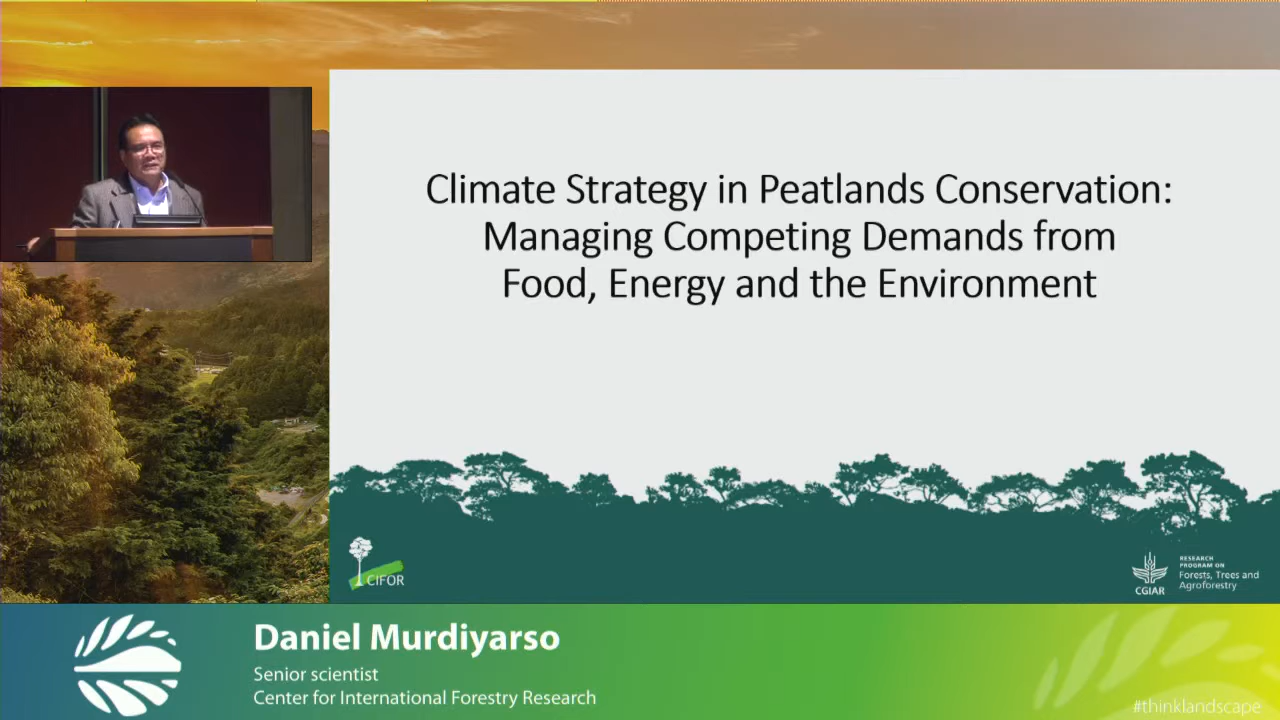 Climate Strategy in Peatlands Conservation:
Managing Competing Demands from
Food, Energy and the Environment
CIFOR
CGIAR
RESEARCH
PROGRAM ON
Forests, Trees and
Agroforestry
Daniel Murdiyarso
Senior scientist
Center for International Forestry Research
#thinklandscape